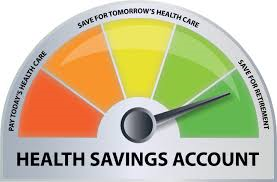 PAY TODAY'S HEALTH CARE
SAVE FOR TOMORROW'S HEALTH CARE
SAVE FOR RETIREMENT
HEALTH SAVINGS ACCOUNT